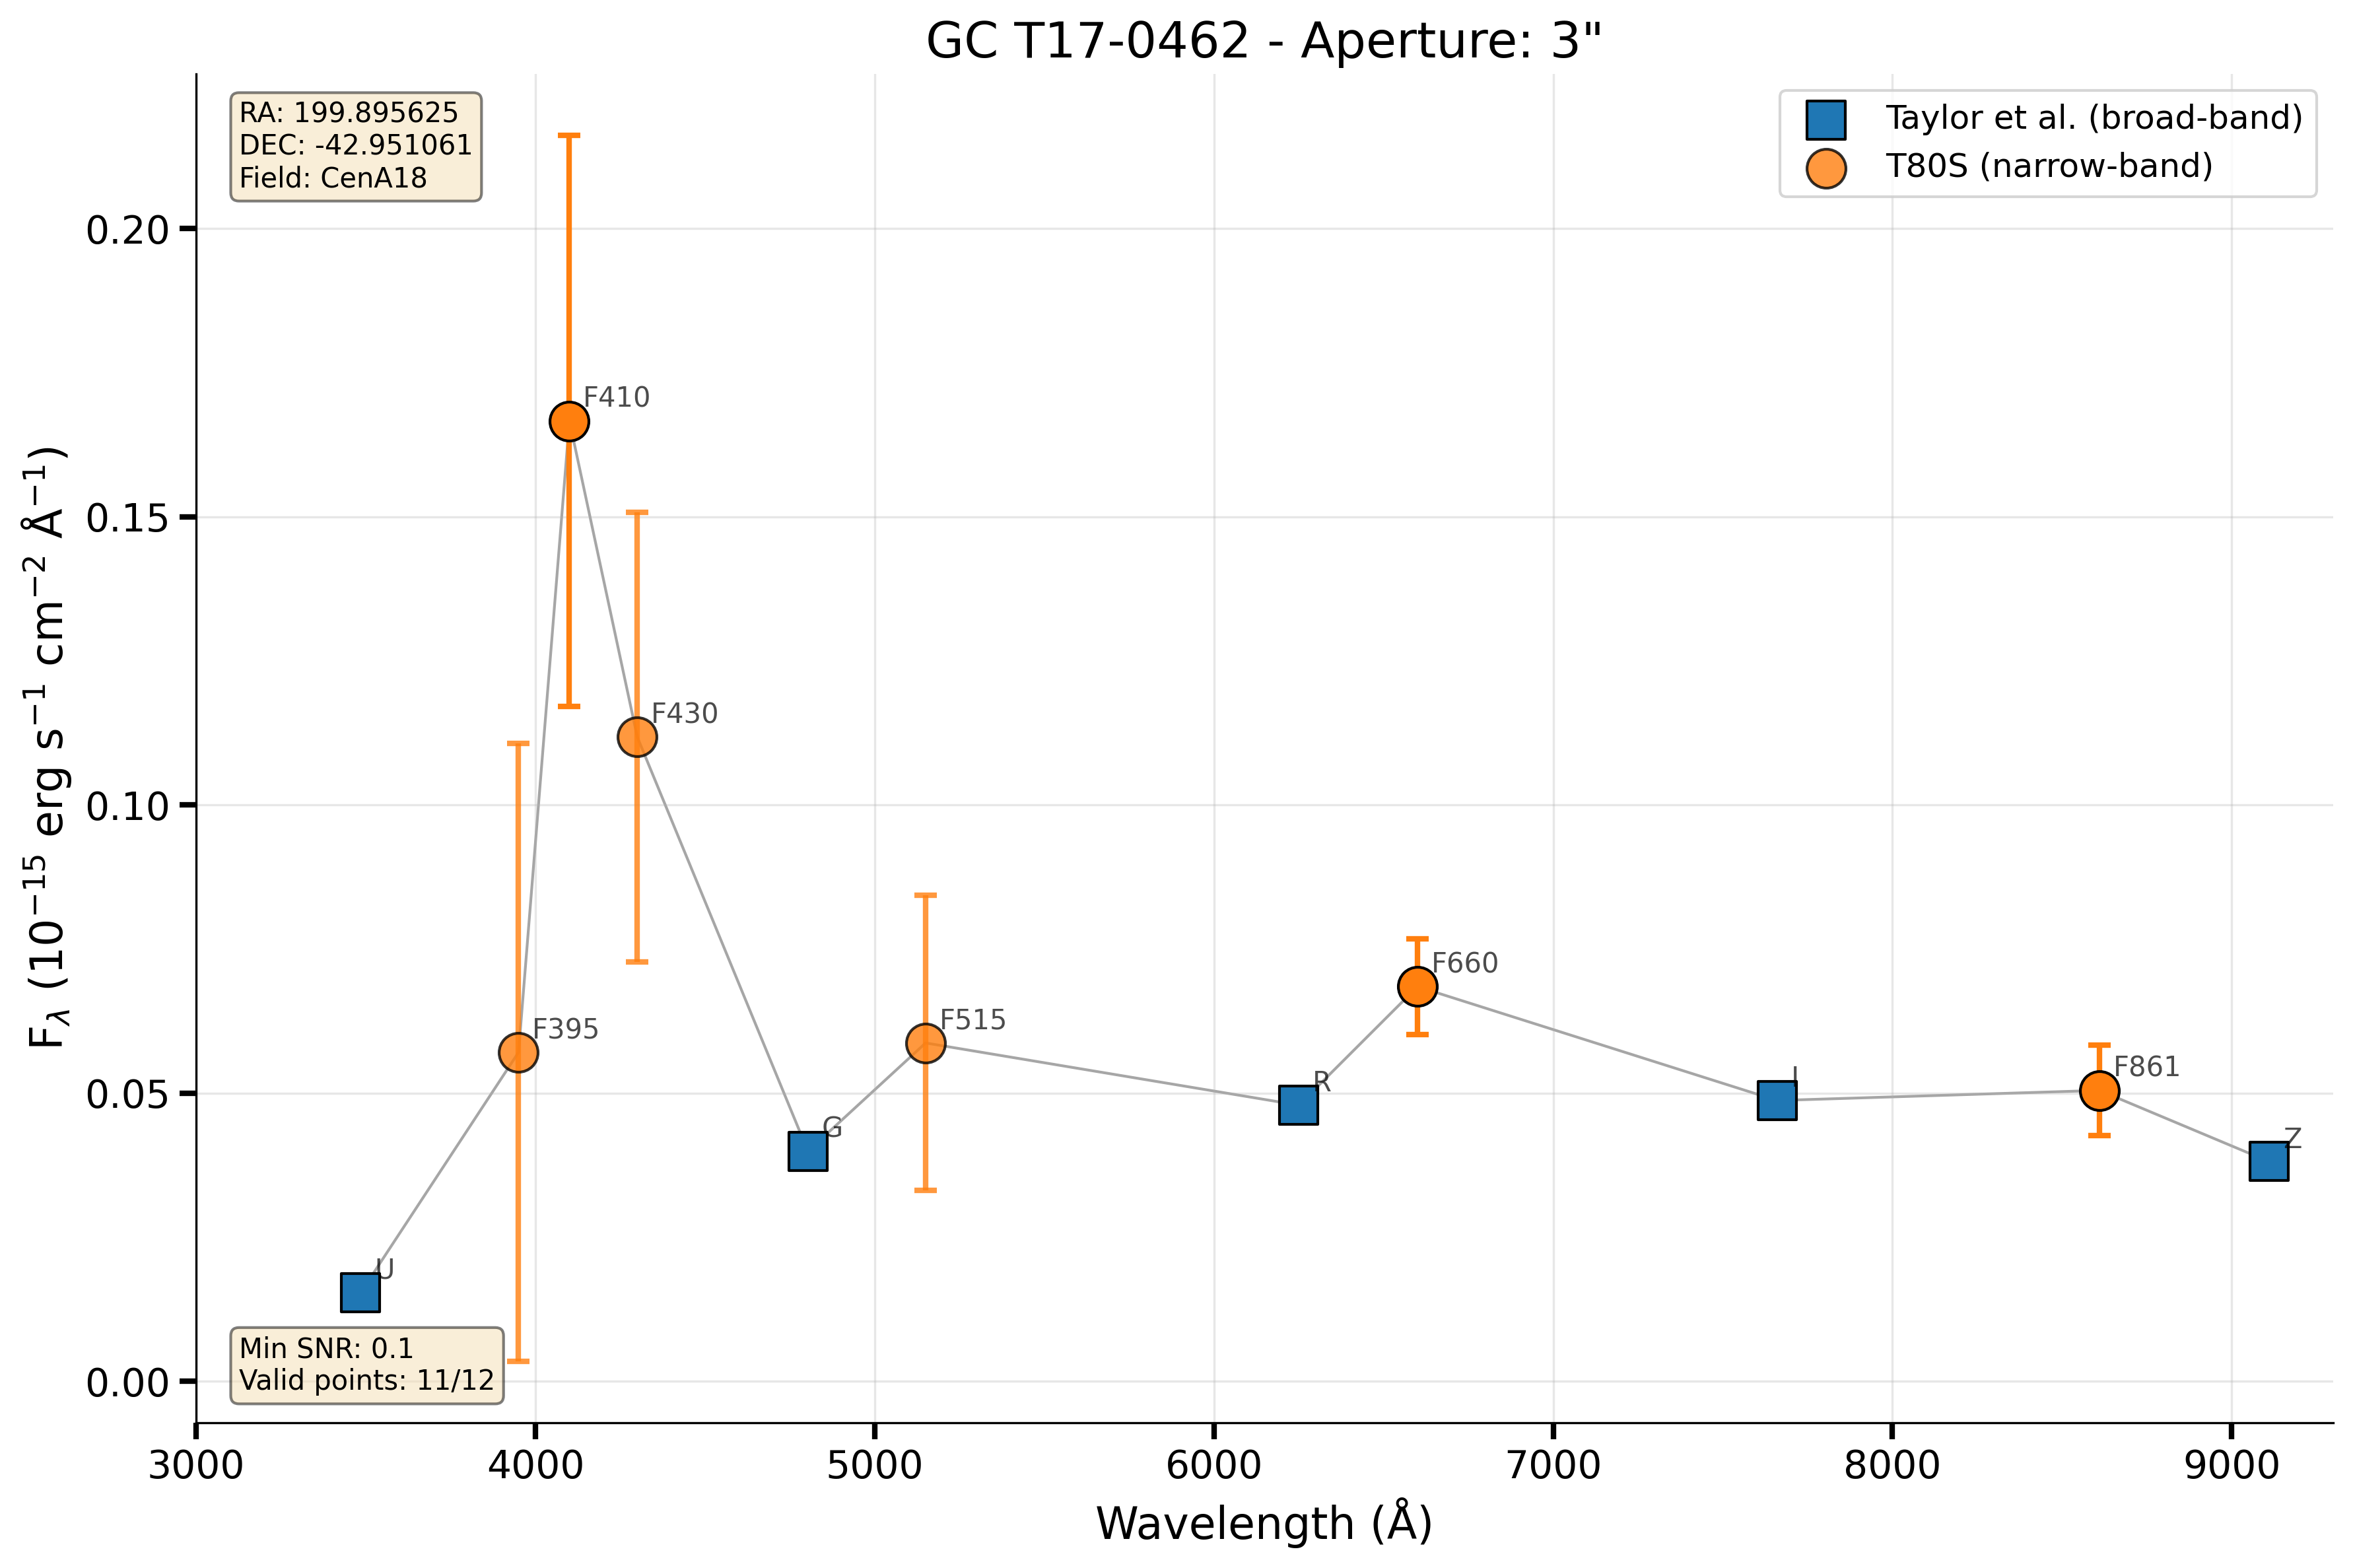 GC T17-0462 - Aperture: 3"
RA: 199.895625
DEC: -42.951061
Field: CenA18
Taylor et al. (broad-band)
T80S (narrow-band)
F410
F430
F395
F515
F660
F861
U
G
R
I
Z
Min SNR: 0.1
Valid points: 11/12
0.20
0.15
0.10
0.05
0.00
F_λ (10⁻¹⁵ erg s⁻¹ cm⁻² Å⁻¹)
3000 4000 5000 6000 7000 8000 9000
Wavelength (Å)